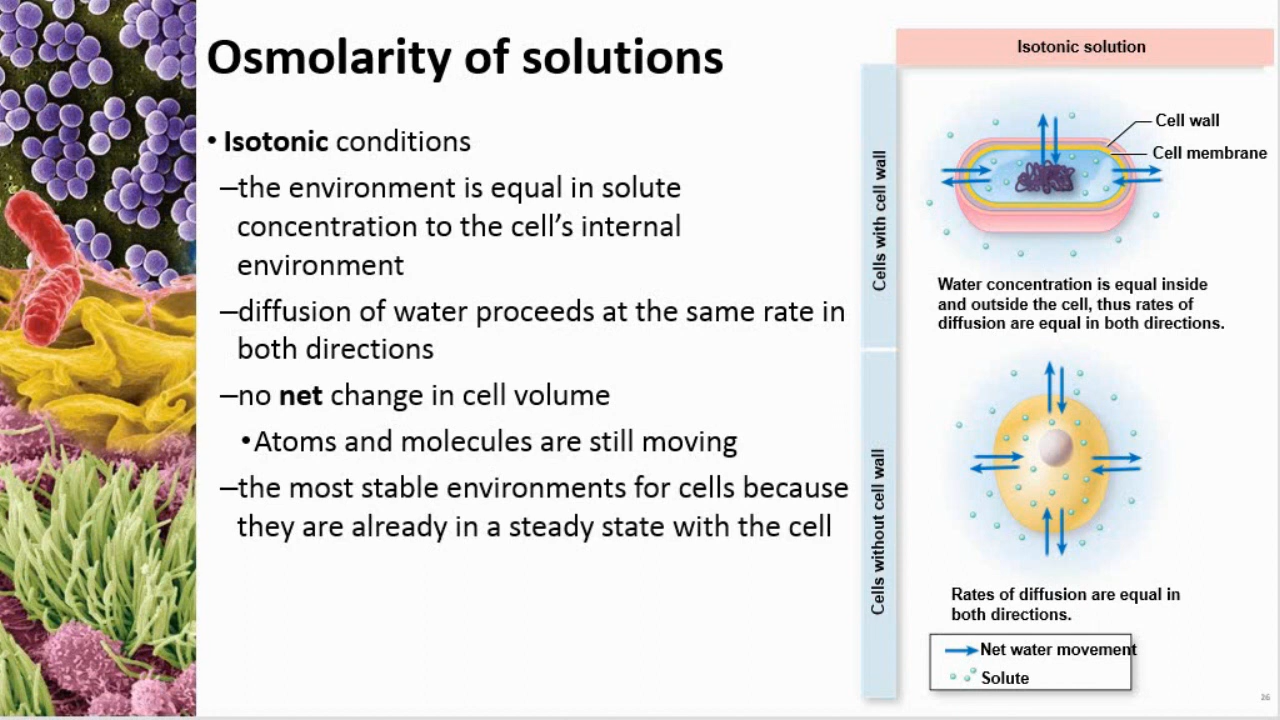 Osmolarity of solutions
• Isotonic conditions
–the environment is equal in solute
concentration to the cell’s internal
environment
–diffusion of water proceeds at the same rate in
both directions
–no net change in cell volume
•Atoms and molecules are still moving
–the most stable environments for cells because
they are already in a steady state with the cell
Isotonic solution
Cells with cell wall
Cell wall
Cell membrane
Water concentration is equal inside
and outside the cell, thus rates of
diffusion are equal in both directions.
Cells without cell wall
Rates of diffusion are equal in
both directions.
Net water movement
Solute
26